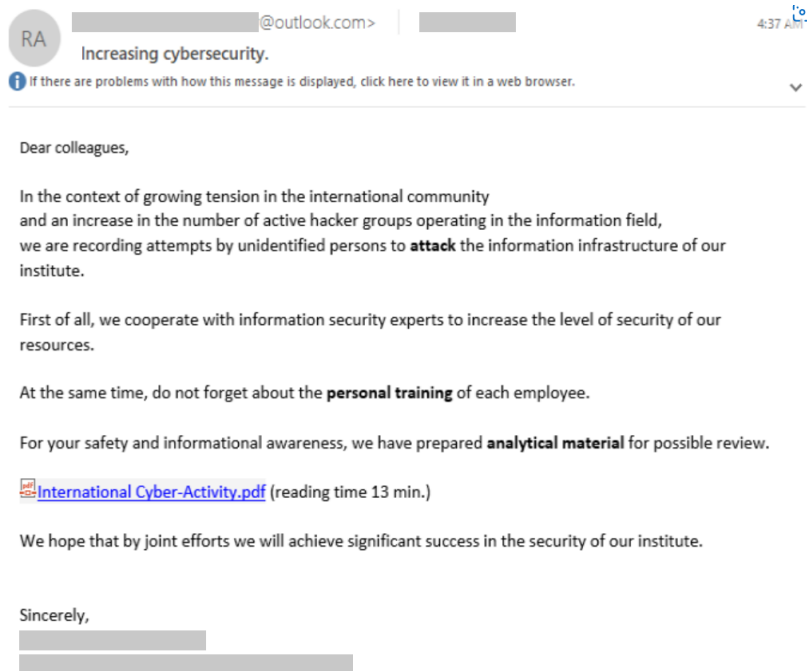 RA
@outlook.com>
4:37 AM
Increasing cybersecurity.
If there are problems with how this message is displayed, click here to view it in a web browser.
Dear colleagues,
In the context of growing tension in the international community
and an increase in the number of active hacker groups operating in the information field,
we are recording attempts by unidentified persons to attack the information infrastructure of our
institute.
First of all, we cooperate with information security experts to increase the level of security of our
resources.
At the same time, do not forget about the personal training of each employee.
For your safety and informational awareness, we have prepared analytical material for possible review.
International Cyber-Activity.pdf (reading time 13 min.)
We hope that by joint efforts we will achieve significant success in the security of our institute.
Sincerely,